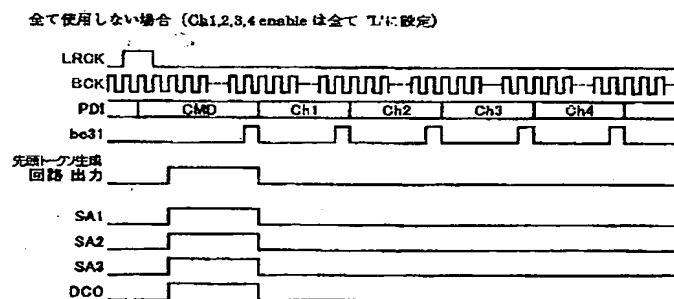 全て使用しない場合 (Ch1,2,3,4 enable は全て "L"に設定)
LRCK
BCK
PDI CMD Ch1 Ch2 Ch3 Ch4
bc31
先頭トークン生成
回路 出力
SA1
SA2
SA3
DCO